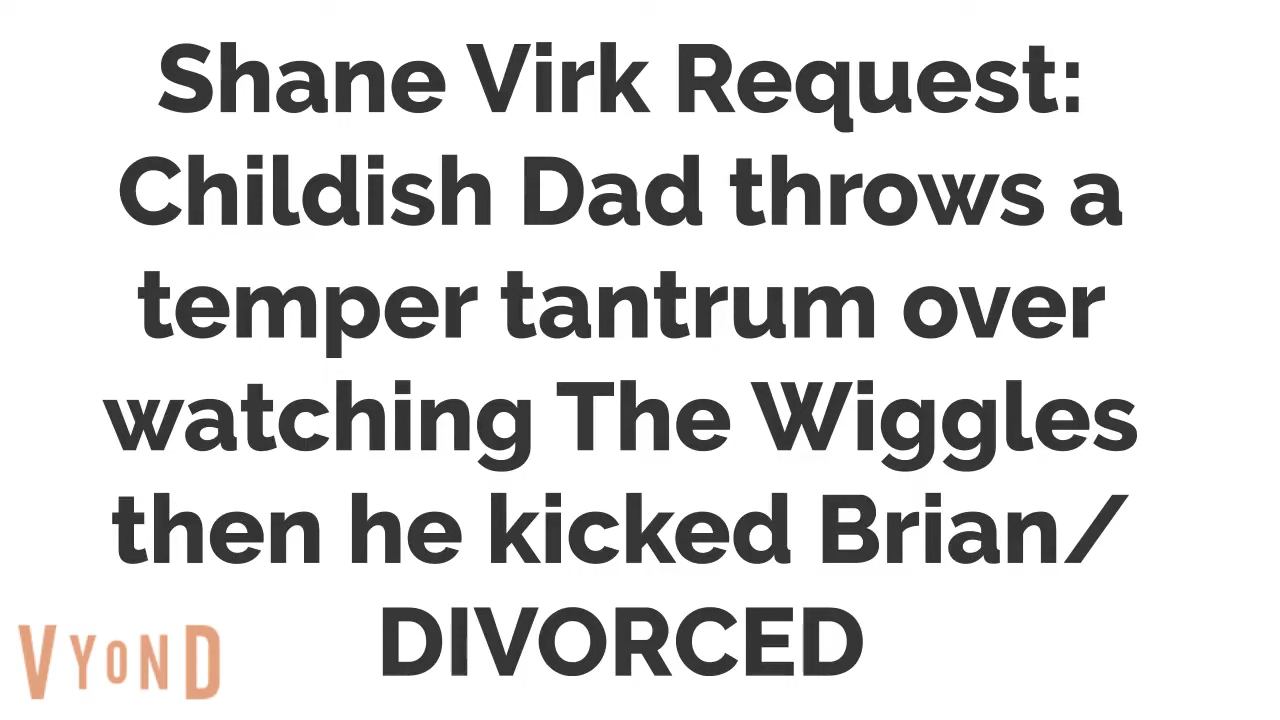 Shane Virk Request:
Childish Dad throws a
temper tantrum over
watching The Wiggles
then he kicked Brian/
DIVORCED
VYOND